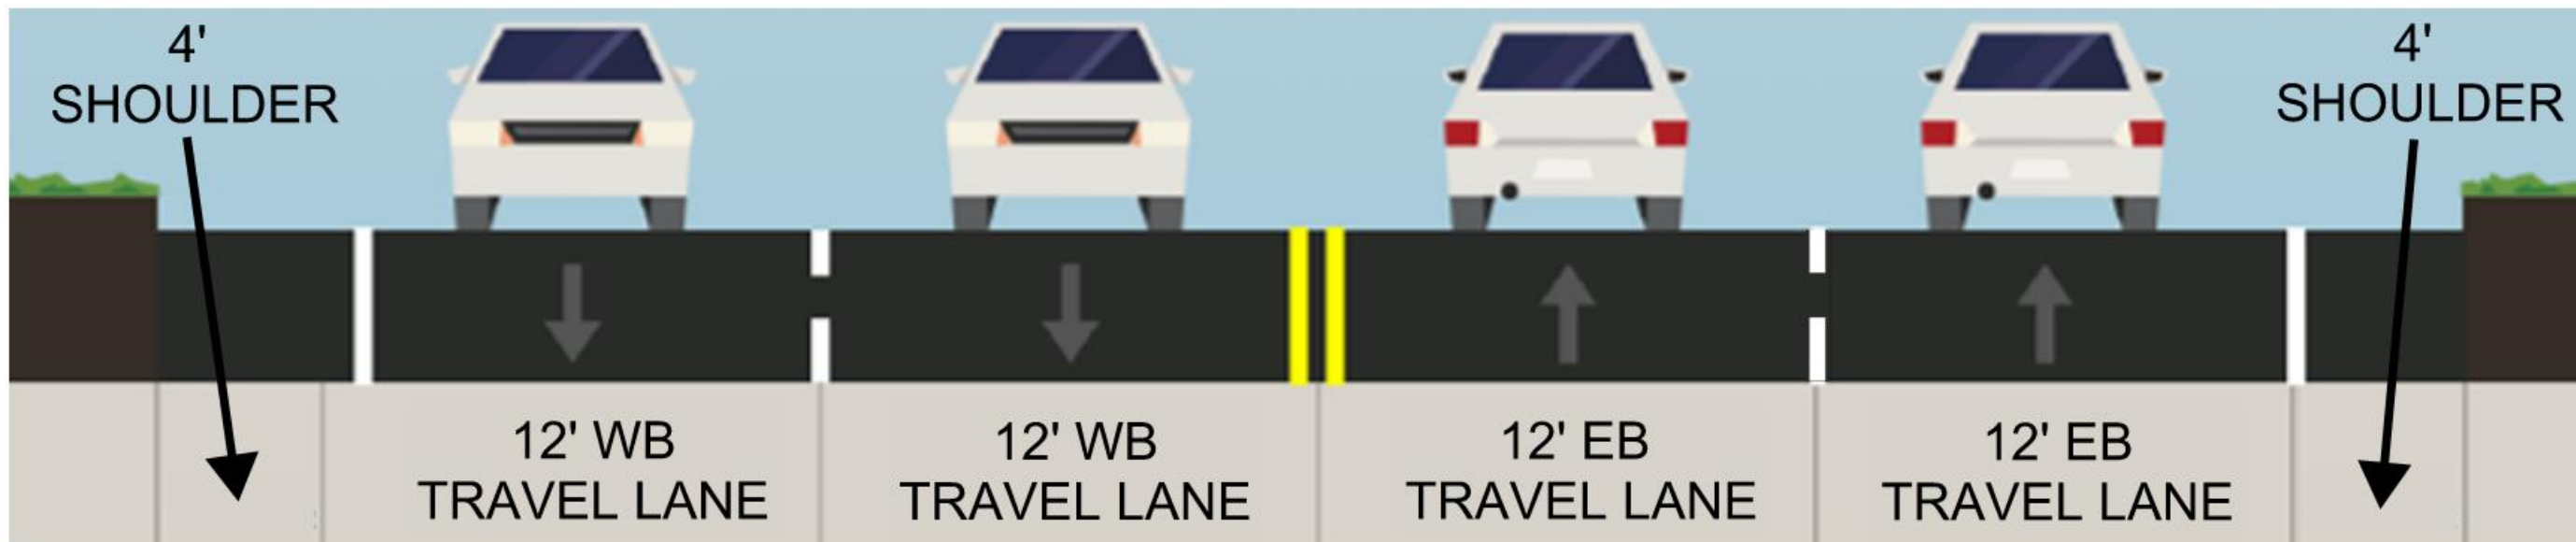 4'
SHOULDER
4'
SHOULDER
12' WB
TRAVEL LANE
12' WB
TRAVEL LANE
12' EB
TRAVEL LANE
12' EB
TRAVEL LANE